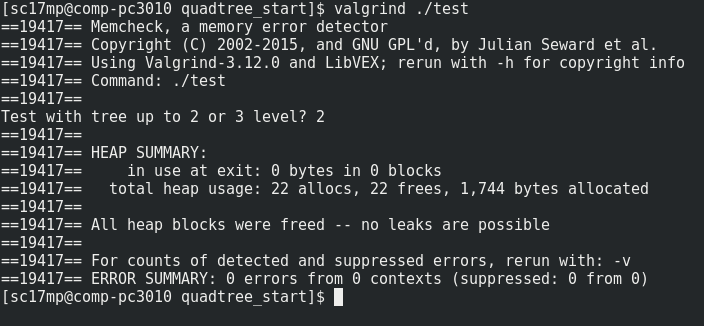 [sc17mp@comp-pc3010 quadtree_start]$ valgrind ./test
==19417== Memcheck, a memory error detector
==19417== Copyright (C) 2002-2015, and GNU GPL'd, by Julian Seward et al.
==19417== Using Valgrind-3.12.0 and LibVEX; rerun with -h for copyright info
==19417== Command: ./test
==19417==
Test with tree up to 2 or 3 level? 2
==19417==
==19417== HEAP SUMMARY:
==19417==     in use at exit: 0 bytes in 0 blocks
==19417==   total heap usage: 22 allocs, 22 frees, 1,744 bytes allocated
==19417==
==19417== All heap blocks were freed -- no leaks are possible
==19417==
==19417== For counts of detected and suppressed errors, rerun with: -v
==19417== ERROR SUMMARY: 0 errors from 0 contexts (suppressed: 0 from 0)
[sc17mp@comp-pc3010 quadtree_start]$